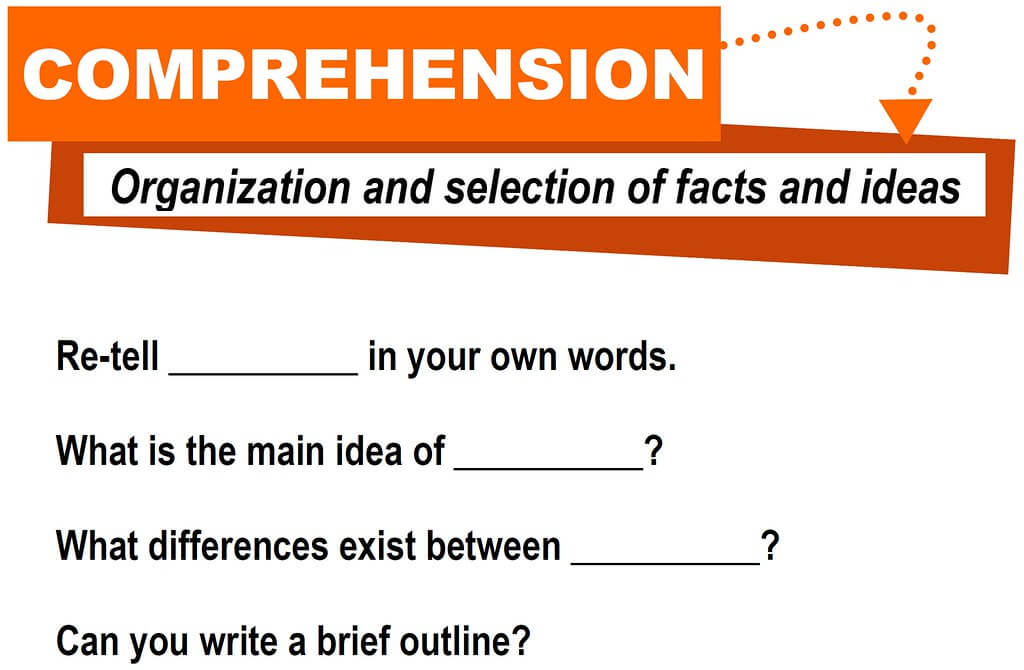 COMPREHENSION
Organization and selection of facts and ideas
Re-tell __________ in your own words.
What is the main idea of __________?
What differences exist between __________?
Can you write a brief outline?